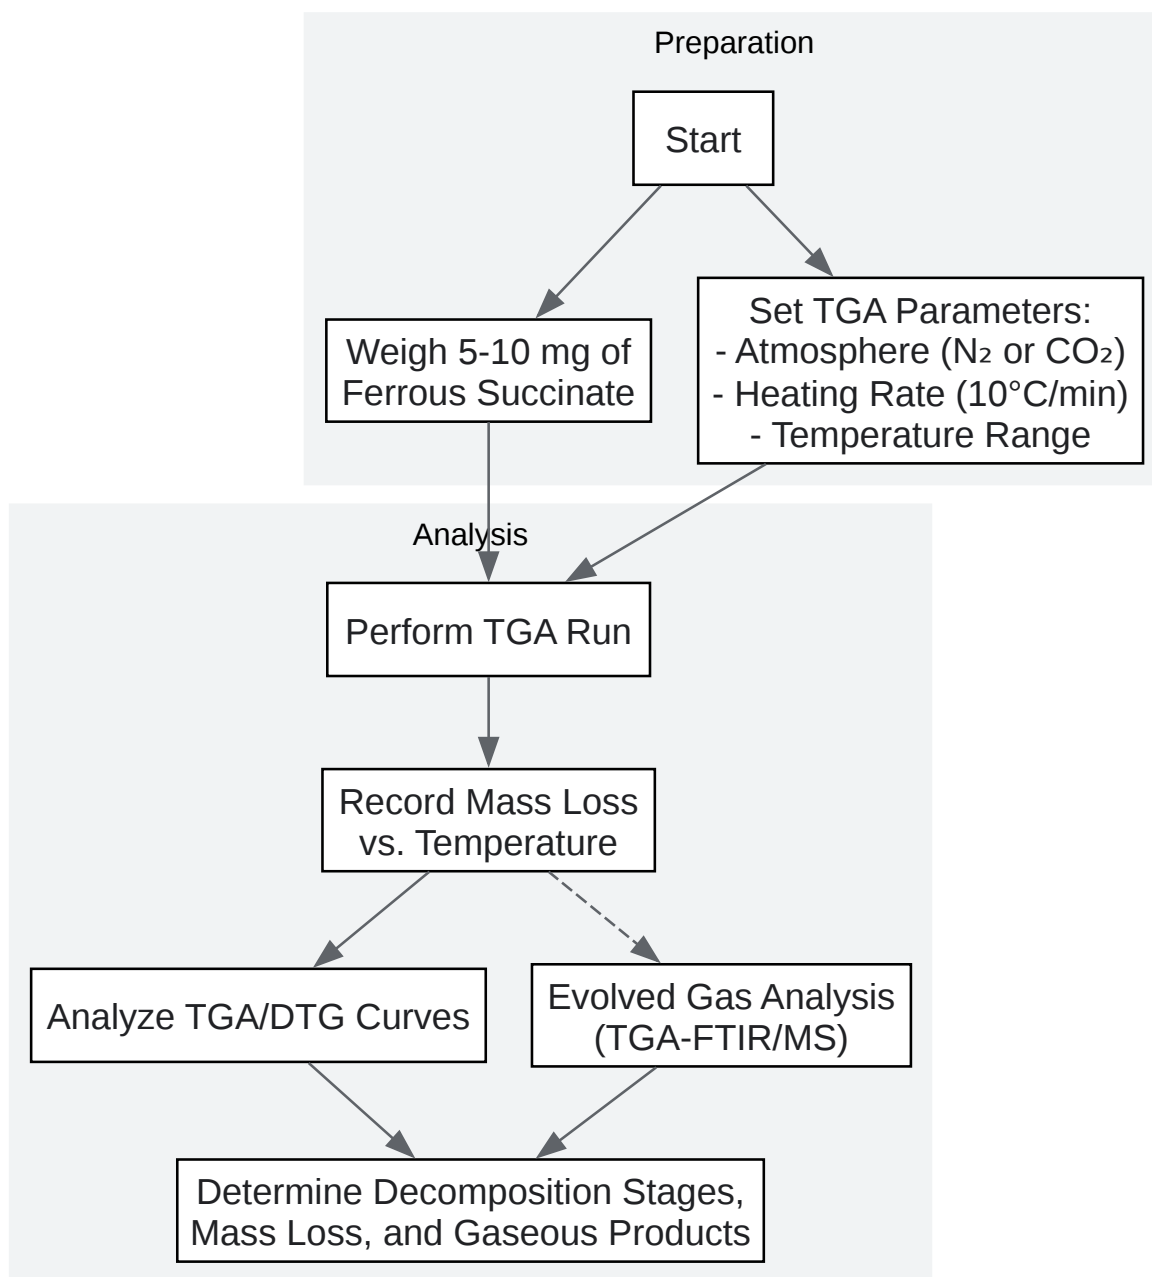 Preparation
Start
Weigh 5-10 mg of
Ferrous Succinate
Set TGA Parameters:
- Atmosphere (N₂ or CO₂)
- Heating Rate (10°C/min)
- Temperature Range
Analysis
Perform TGA Run
Record Mass Loss
vs. Temperature
Analyze TGA/DTG Curves
Evolved Gas Analysis
(TGA-FTIR/MS)
Determine Decomposition Stages,
Mass Loss, and Gaseous Products